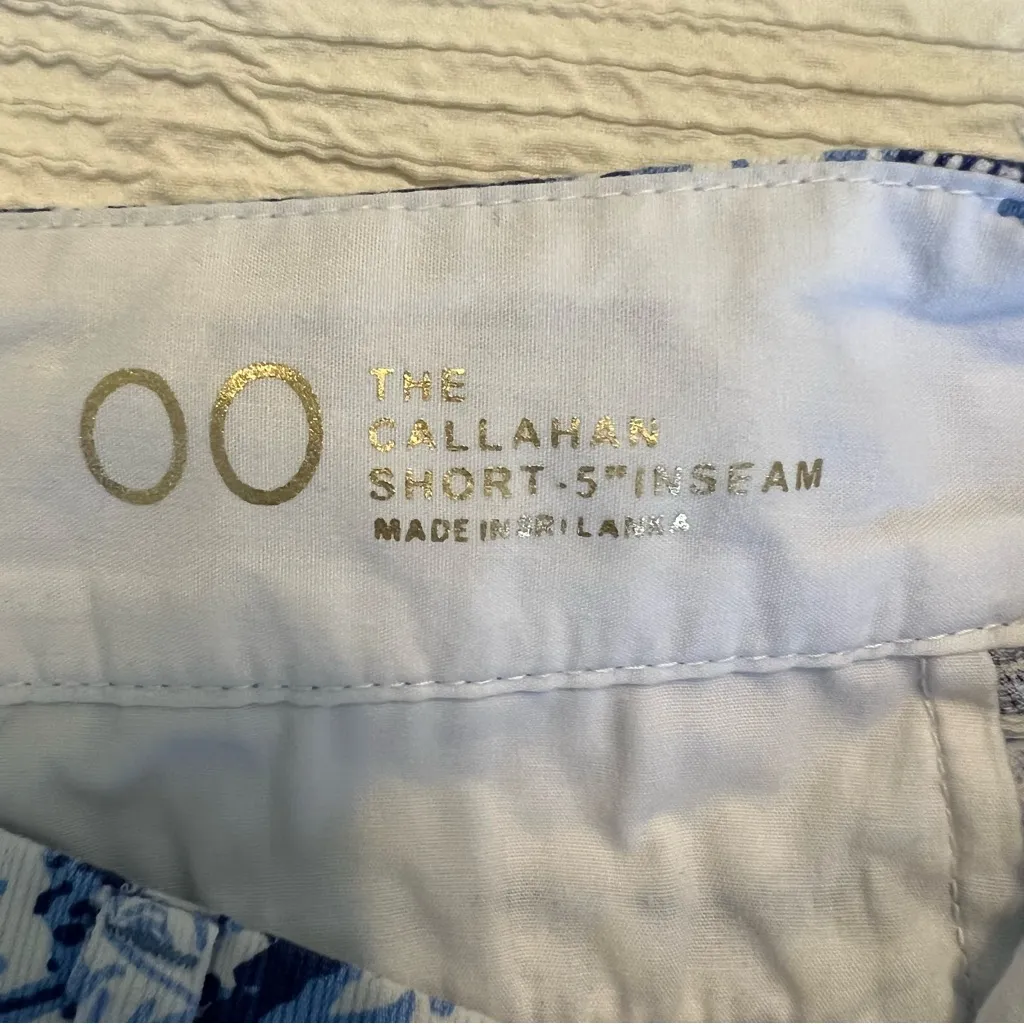 00
THE
CALLAHAN
SHORT-5"INSEAM
MADE IN SRI LANKA